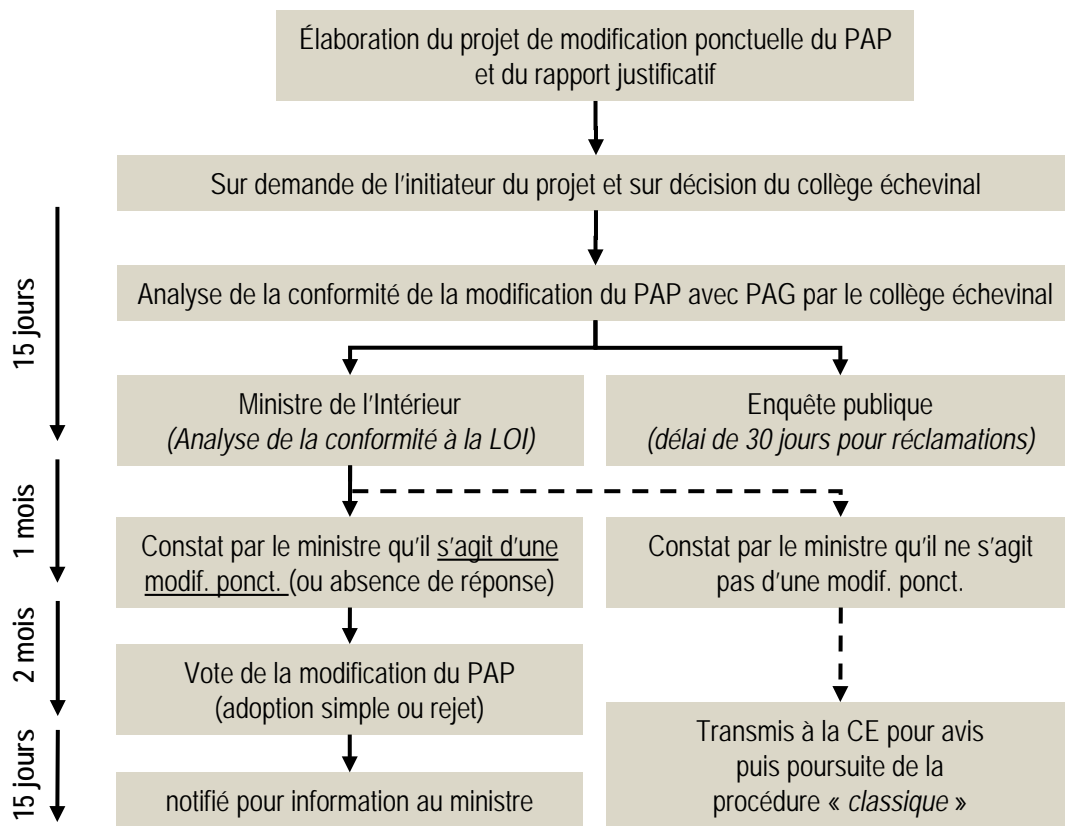 Élaboration du projet de modification ponctuelle du PAP
et du rapport justificatif
Sur demande de l'initiateur du projet et sur décision du collège échevinal
15 jours
Analyse de la conformité de la modification du PAP avec PAG par le collège échevinal
Ministre de l'Intérieur
(Analyse de la conformité à la LOI)
Enquête publique
(délai de 30 jours pour réclamations)
1 mois
Constat par le ministre qu'il s'agit d'une
modif. ponct. (ou absence de réponse)
Constat par le ministre qu'il ne s'agit
pas d'une modif. ponct.
2 mois
Vote de la modification du PAP
(adoption simple ou rejet)
15 jours
notifié pour information au ministre
Transmis à la CE pour avis
puis poursuite de la
procédure « classique »